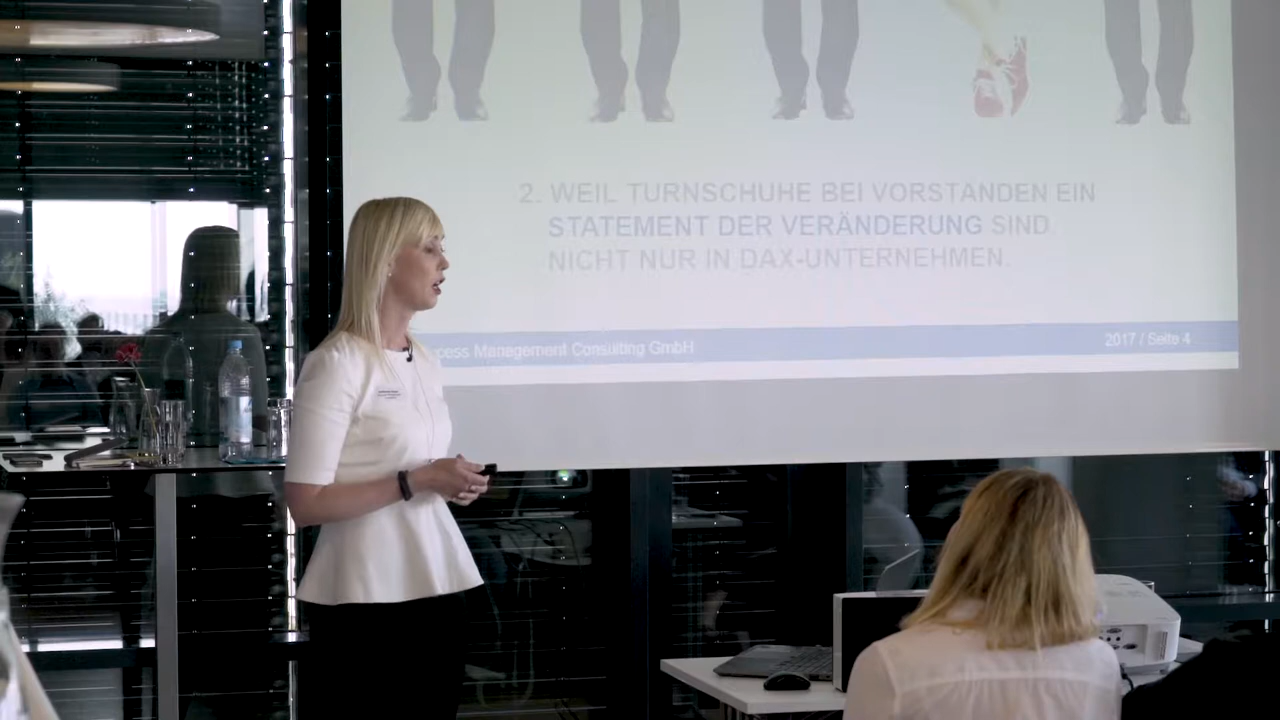 2. WEIL TURNSCHUHE BEI VORSTANDEN EIN
STATEMENT DER VERÄNDERUNG SIND.
NICHT NUR IN DAX-UNTERNEHMEN.
cess Management Consulting GmbH
2017 / Seite 4